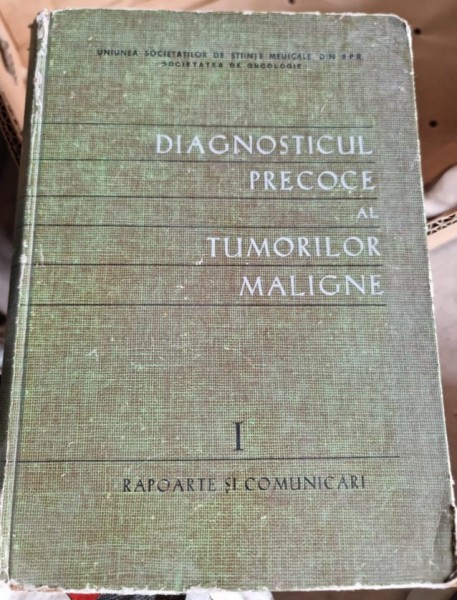 UNIUNEA SOCIETĂȚILOR DE ȘTIINȚE MEDICALE DIN R.P.R.
SOCIETATEA DE ONCOLOGIE
DIAGNOSTICUL
PRECOCE
AL
TUMORILOR
MALIGNE
I
RAPOARTE ȘI COMUNICĂRI